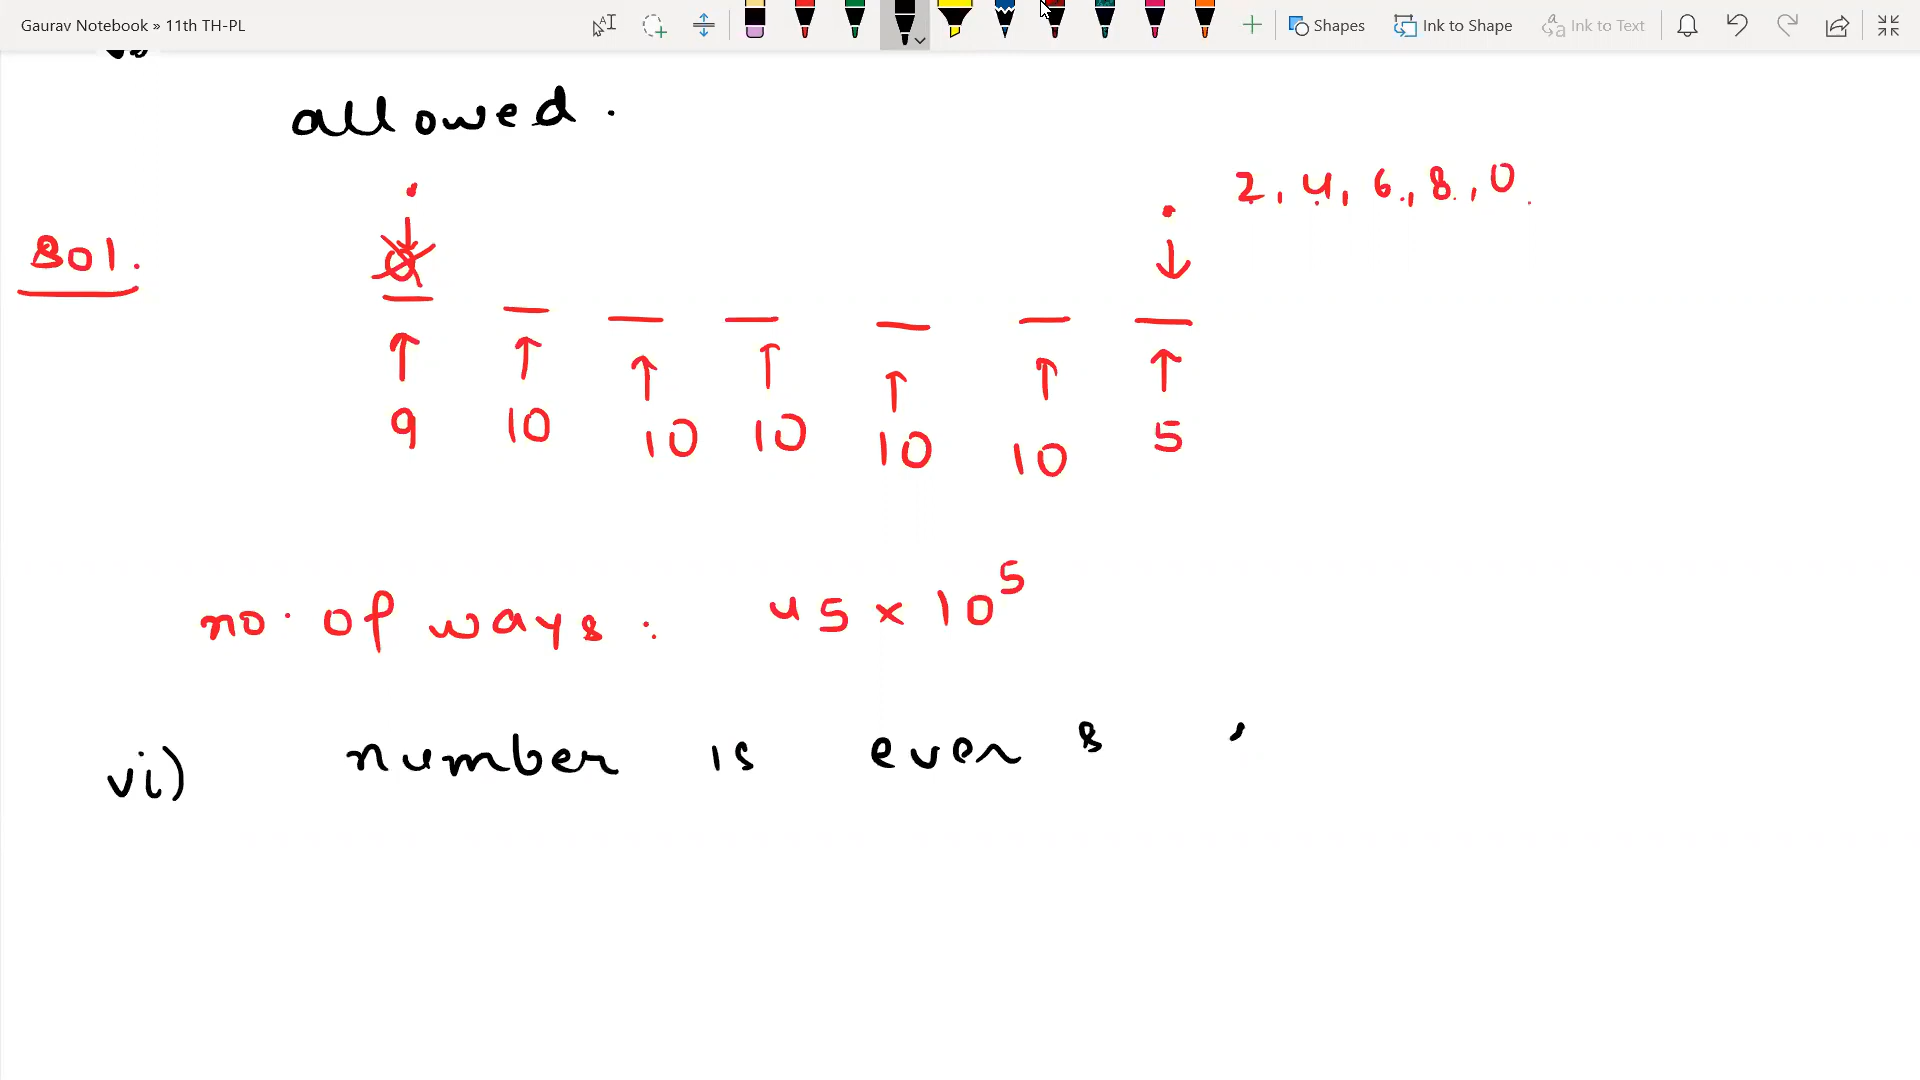 Gaurav Notebook » 11th TH-PL
Shapes Ink to Shape Ink to Text
allowed.
2, 4, 6, 8, 0
Sol.
0
9 10 10 10 10 10 5
no. of ways : 45 × 10^5
vi) number is even &